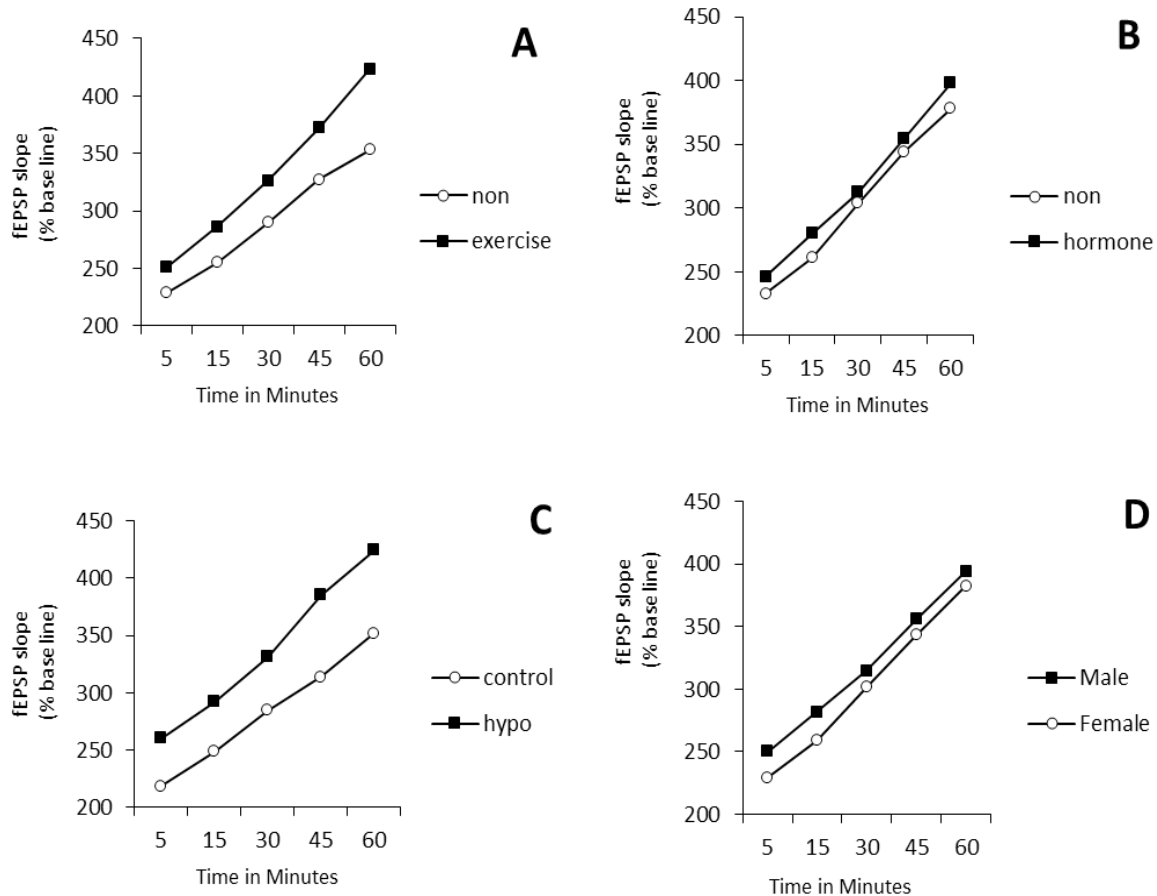 A
fEPSP slope
(% base line)
450
400
350
300
250
200
5 15 30 45 60
Time in Minutes
non
exercise
B
fEPSP slope
(% base line)
450
400
350
300
250
200
5 15 30 45 60
Time in Minutes
non
hormone
C
fEPSP slope
(% base line)
450
400
350
300
250
200
5 15 30 45 60
Time in Minutes
control
hypo
D
fEPSP slope
(% base line)
450
400
350
300
250
200
5 15 30 45 60
Time in Minutes
Male
Female